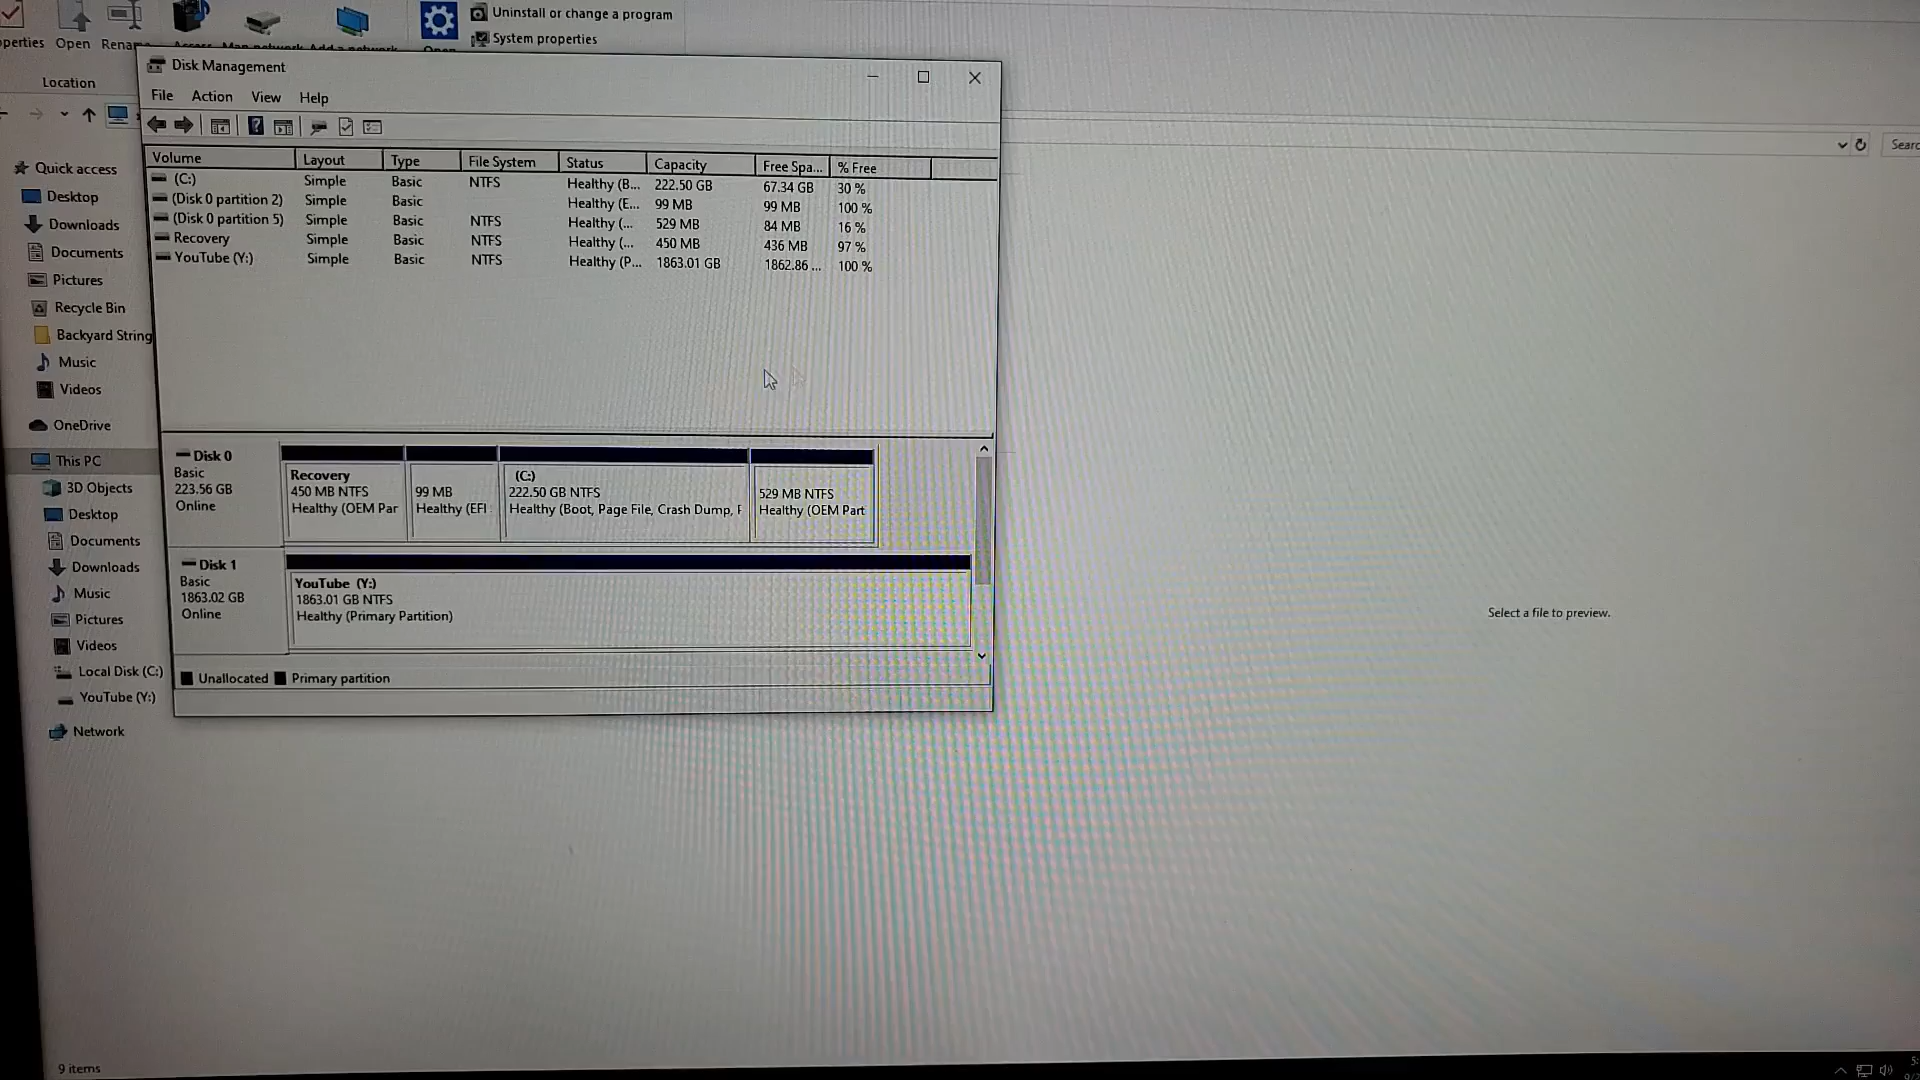 Uninstall or change a program
System properties
Open
Location
Disk Management
File Action View Help
Volume Layout Type File System Status Capacity Free Spa... % Free
(C:) Simple Basic NTFS Healthy (B... 222.50 GB 67.34 GB 30 %
(Disk 0 partition 2) Simple Basic Healthy (E... 99 MB 99 MB 100 %
(Disk 0 partition 5) Simple Basic NTFS Healthy (... 529 MB 84 MB 16 %
Recovery Simple Basic NTFS Healthy (... 450 MB 436 MB 97 %
YouTube (Y:) Simple Basic NTFS Healthy (P... 1863.01 GB 1862.86 ... 100 %
Quick access
Desktop
Downloads
Documents
Pictures
Recycle Bin
Backyard String
Music
Videos
OneDrive
This PC
3D Objects
Desktop
Documents
Downloads
Music
Pictures
Videos
Local Disk (C:)
YouTube (Y:)
Network
Disk 0
Basic
223.56 GB
Online
Recovery
450 MB NTFS
Healthy (OEM Par
99 MB
Healthy (EFI
(C:)
222.50 GB NTFS
Healthy (Boot, Page File, Crash Dump, F
529 MB NTFS
Healthy (OEM Part
Disk 1
Basic
1863.02 GB
Online
YouTube (Y:)
1863.01 GB NTFS
Healthy (Primary Partition)
Unallocated Primary partition
Select a file to preview.
9 items